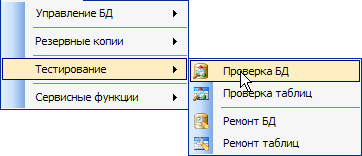 Управление БД
Резервные копии
Тестирование
Сервисные функции
Проверка БД
Проверка таблиц
Ремонт БД
Ремонт таблиц